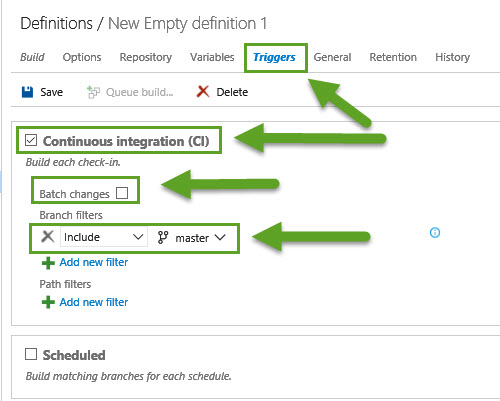 Definitions / New Empty definition 1
Build Options Repository Variables Triggers General Retention History
Save Queue build... Delete
Continuous integration (CI)
Build each check-in.
Batch changes
Branch filters
Include master
Add new filter
Path filters
Add new filter
Scheduled
Build matching branches for each schedule.